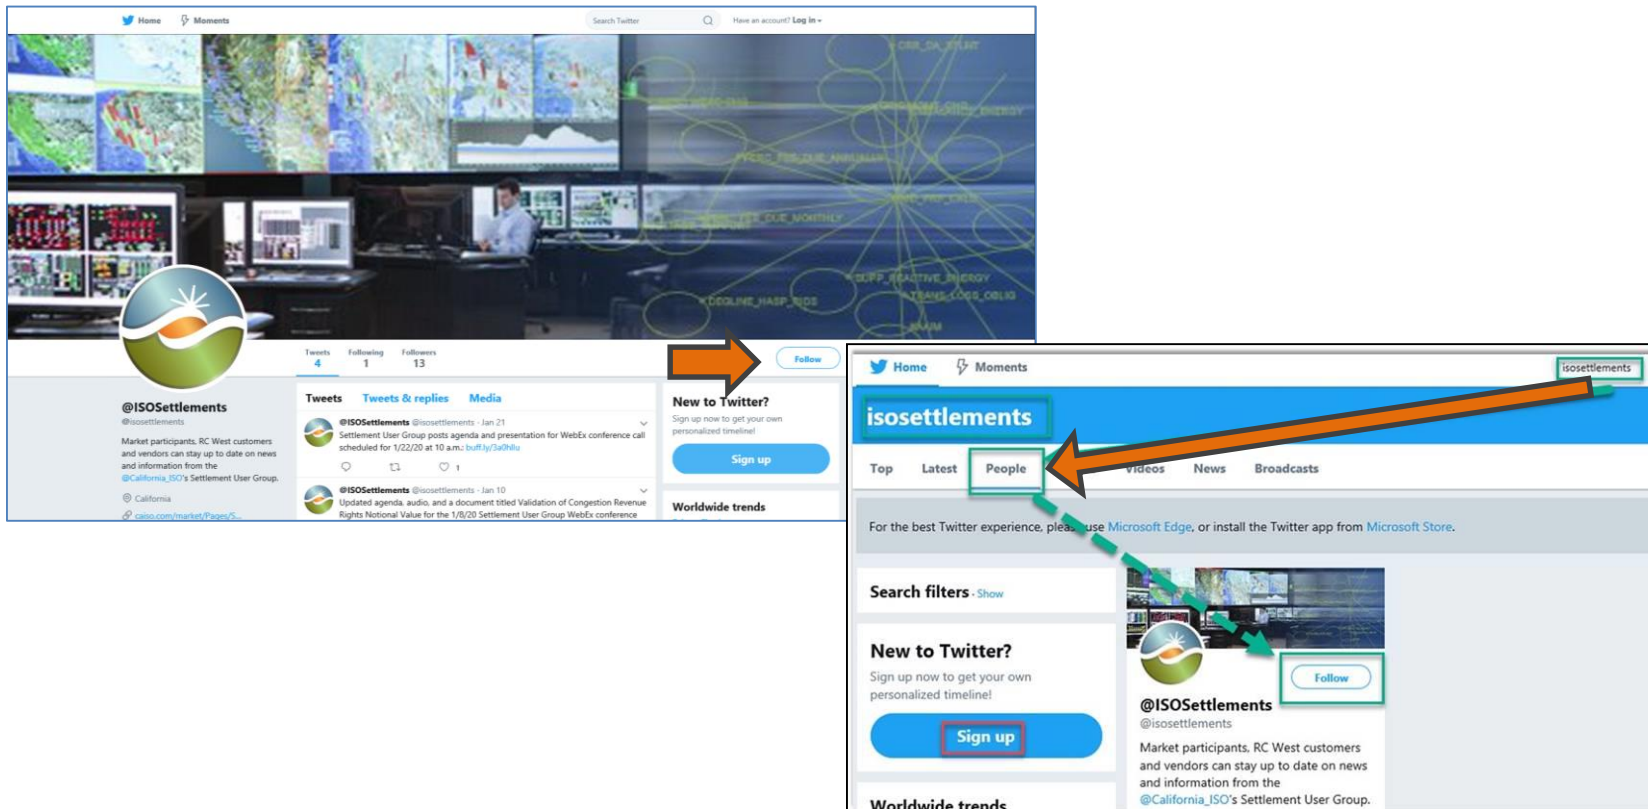 Home Moments Search Twitter Have an account? Log in
CRR_DA_STLMT
PERC_FEE_DUE_ANNUAL
FEE_DUE_MONTHLY
SUPP_REACTIVE_ENERGY
DECLINE_HASP_BIDS TRANS_LOSS_OBLIG
Tweets Following Followers
4 1 13 Follow
@ISOSettlements
@isosettlements
Market participants, RC West customers
and vendors can stay up to date on news
and information from the
@California_ISO's Settlement User Group.
California
caiso.com/market/Pages/S...
Tweets Tweets & replies Media
@ISOSettlements @isosettlements · Jan 21
Settlement User Group posts agenda and presentation for WebEx conference call
scheduled for 1/22/20 at 10 a.m.:
1
@ISOSettlements @isosettlements · Jan 10
Updated agenda, audio, and a document titled Validation of Congestion Revenue
Rights Notional Value for the 1/8/20 Settlement User Group WebEx conference
New to Twitter?
Sign up now to get your own
personalized timeline!
Sign up
Worldwide trends
Home Moments isosettlements
isosettlements
Top Latest People Videos News Broadcasts
For the best Twitter experience, please use Microsoft Edge, or install the Twitter app from Microsoft Store.
Search filters · Show
New to Twitter?
Sign up now to get your own
personalized timeline!
Sign up
Worldwide trends
Follow
@ISOSettlements
@isosettlements
Market participants, RC West customers
and vendors can stay up to date on news
and information from the
@California_ISO's Settlement User Group.